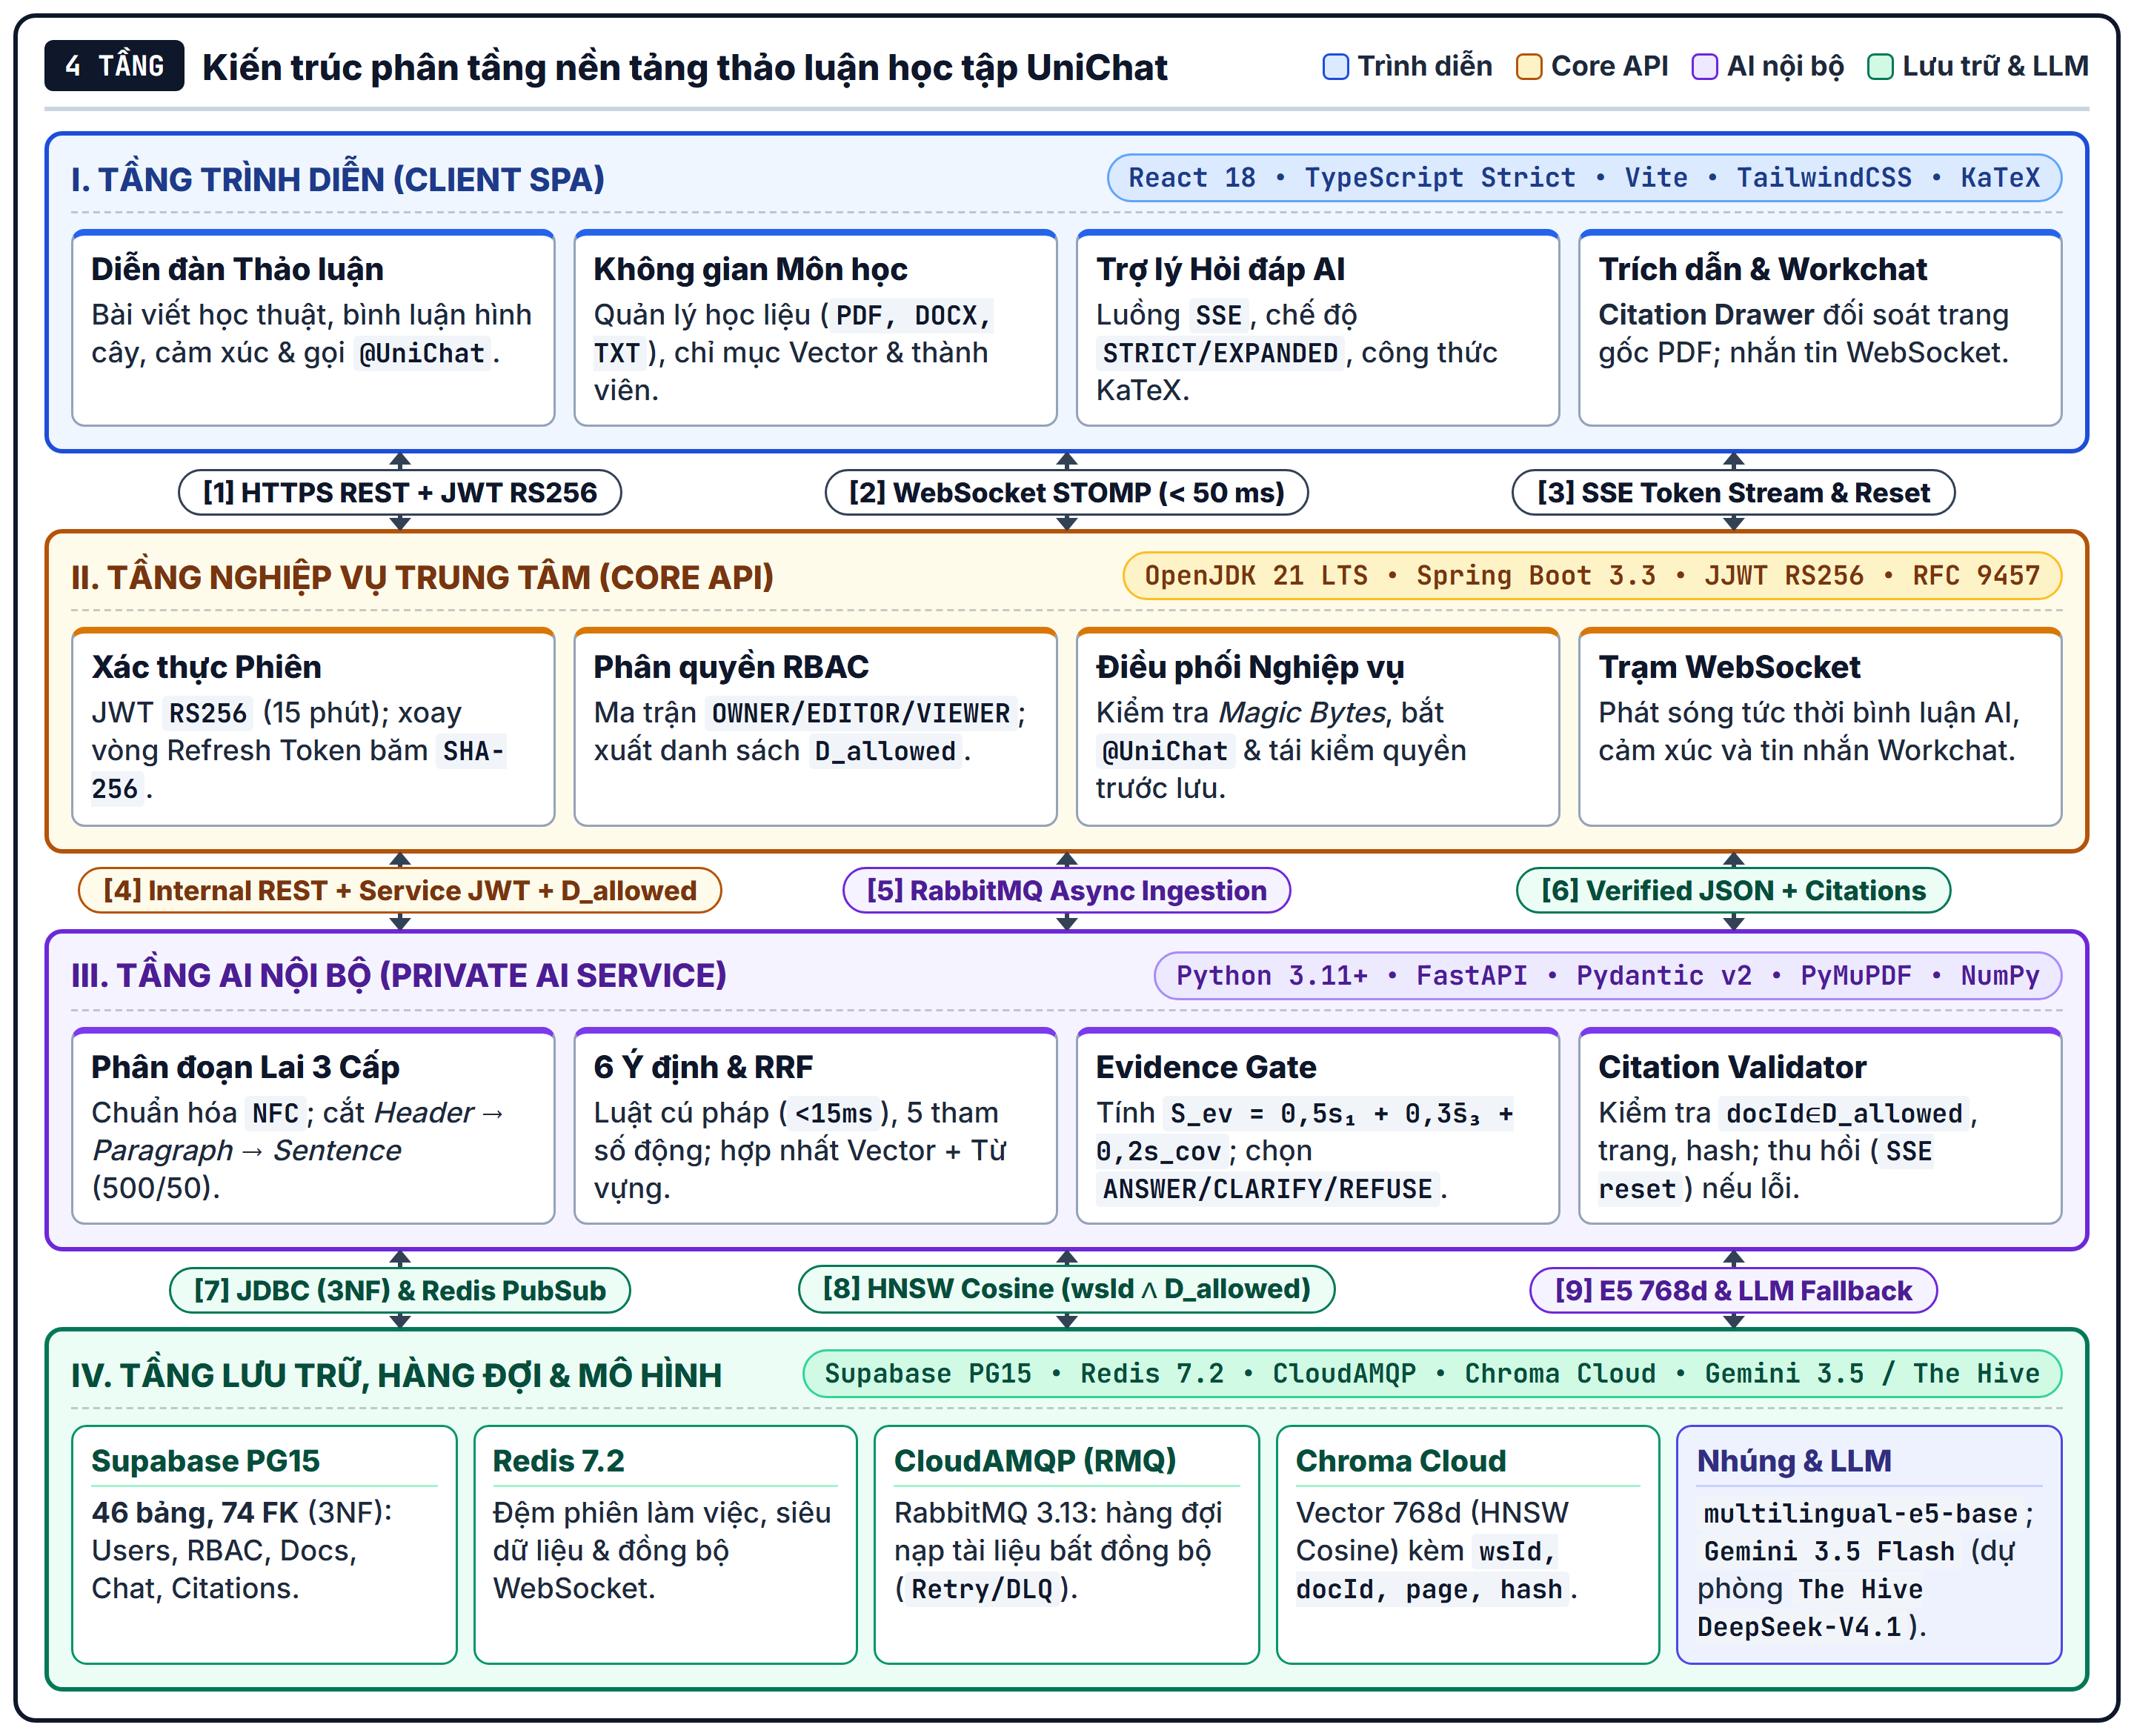 4 TẦNG Kiến trúc phân tầng nền tảng thảo luận học tập UniChat
Trình diễn Core API AI nội bộ Lưu trữ & LLM
I. TẦNG TRÌNH DIỄN (CLIENT SPA)
React 18 • TypeScript Strict • Vite • TailwindCSS • KaTeX
Diễn đàn Thảo luận
Bài viết học thuật, bình luận hình
cây, cảm xúc & gọi @UniChat.
Không gian Môn học
Quản lý học liệu (PDF, DOCX,
TXT), chỉ mục Vector & thành
viên.
Trợ lý Hỏi đáp AI
Luồng SSE, chế độ
STRICT/EXPANDED, công thức
KaTeX.
Trích dẫn & Workchat
Citation Drawer đối soát trang
gốc PDF; nhắn tin WebSocket.
[1] HTTPS REST + JWT RS256
[2] WebSocket STOMP (< 50 ms)
[3] SSE Token Stream & Reset
II. TẦNG NGHIỆP VỤ TRUNG TÂM (CORE API)
OpenJDK 21 LTS • Spring Boot 3.3 • JJWT RS256 • RFC 9457
Xác thực Phiên
JWT RS256 (15 phút); xoay
vòng Refresh Token băm SHA-
256.
Phân quyền RBAC
Ma trận OWNER/EDITOR/VIEWER;
xuất danh sách D_allowed.
Điều phối Nghiệp vụ
Kiểm tra Magic Bytes, bắt
@UniChat & tái kiểm quyền
trước lưu.
Trạm WebSocket
Phát sóng tức thời bình luận AI,
cảm xúc và tin nhắn Workchat.
[4] Internal REST + Service JWT + D_allowed
[5] RabbitMQ Async Ingestion
[6] Verified JSON + Citations
III. TẦNG AI NỘI BỘ (PRIVATE AI SERVICE)
Python 3.11+ • FastAPI • Pydantic v2 • PyMuPDF • NumPy
Phân đoạn Lai 3 Cấp
Chuẩn hóa NFC; cắt Header →
Paragraph → Sentence
(500/50).
6 Ý định & RRF
Luật cú pháp (<15ms), 5 tham
số động; hợp nhất Vector + Từ
vựng.
Evidence Gate
Tính S_ev = 0,5s₁ + 0,3s̄₃ +
0,2s_cov; chọn
ANSWER/CLARIFY/REFUSE.
Citation Validator
Kiểm tra docId∈D_allowed,
trang, hash; thu hồi (SSE
reset) nếu lỗi.
[7] JDBC (3NF) & Redis PubSub
[8] HNSW Cosine (wsId ∧ D_allowed)
[9] E5 768d & LLM Fallback
IV. TẦNG LƯU TRỮ, HÀNG ĐỢI & MÔ HÌNH
Supabase PG15 • Redis 7.2 • CloudAMQP • Chroma Cloud • Gemini 3.5 / The Hive
Supabase PG15
46 bảng, 74 FK (3NF):
Users, RBAC, Docs,
Chat, Citations.
Redis 7.2
Đệm phiên làm việc, siêu
dữ liệu & đồng bộ
WebSocket.
CloudAMQP (RMQ)
RabbitMQ 3.13: hàng đợi
nạp tài liệu bất đồng bộ
(Retry/DLQ).
Chroma Cloud
Vector 768d (HNSW
Cosine) kèm wsId,
docId, page, hash.
Nhúng & LLM
multilingual-e5-base;
Gemini 3.5 Flash (dự
phòng The Hive
DeepSeek-V4.1).